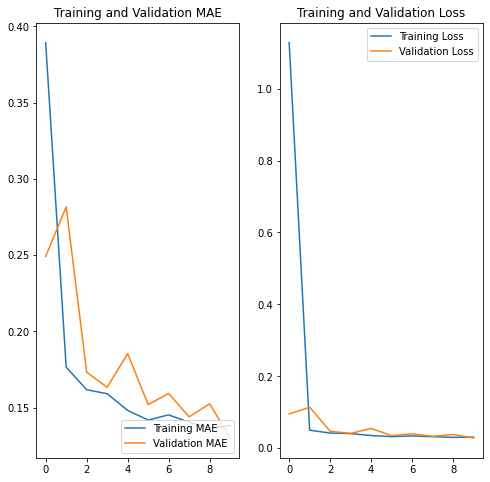 Training and Validation MAE
0.40
0.35
0.30
0.25
0.20
0.15
0 2 4 6 8
Training MAE
Validation MAE
Training and Validation Loss
1.0
0.8
0.6
0.4
0.2
0.0
0 2 4 6 8
Training Loss
Validation Loss